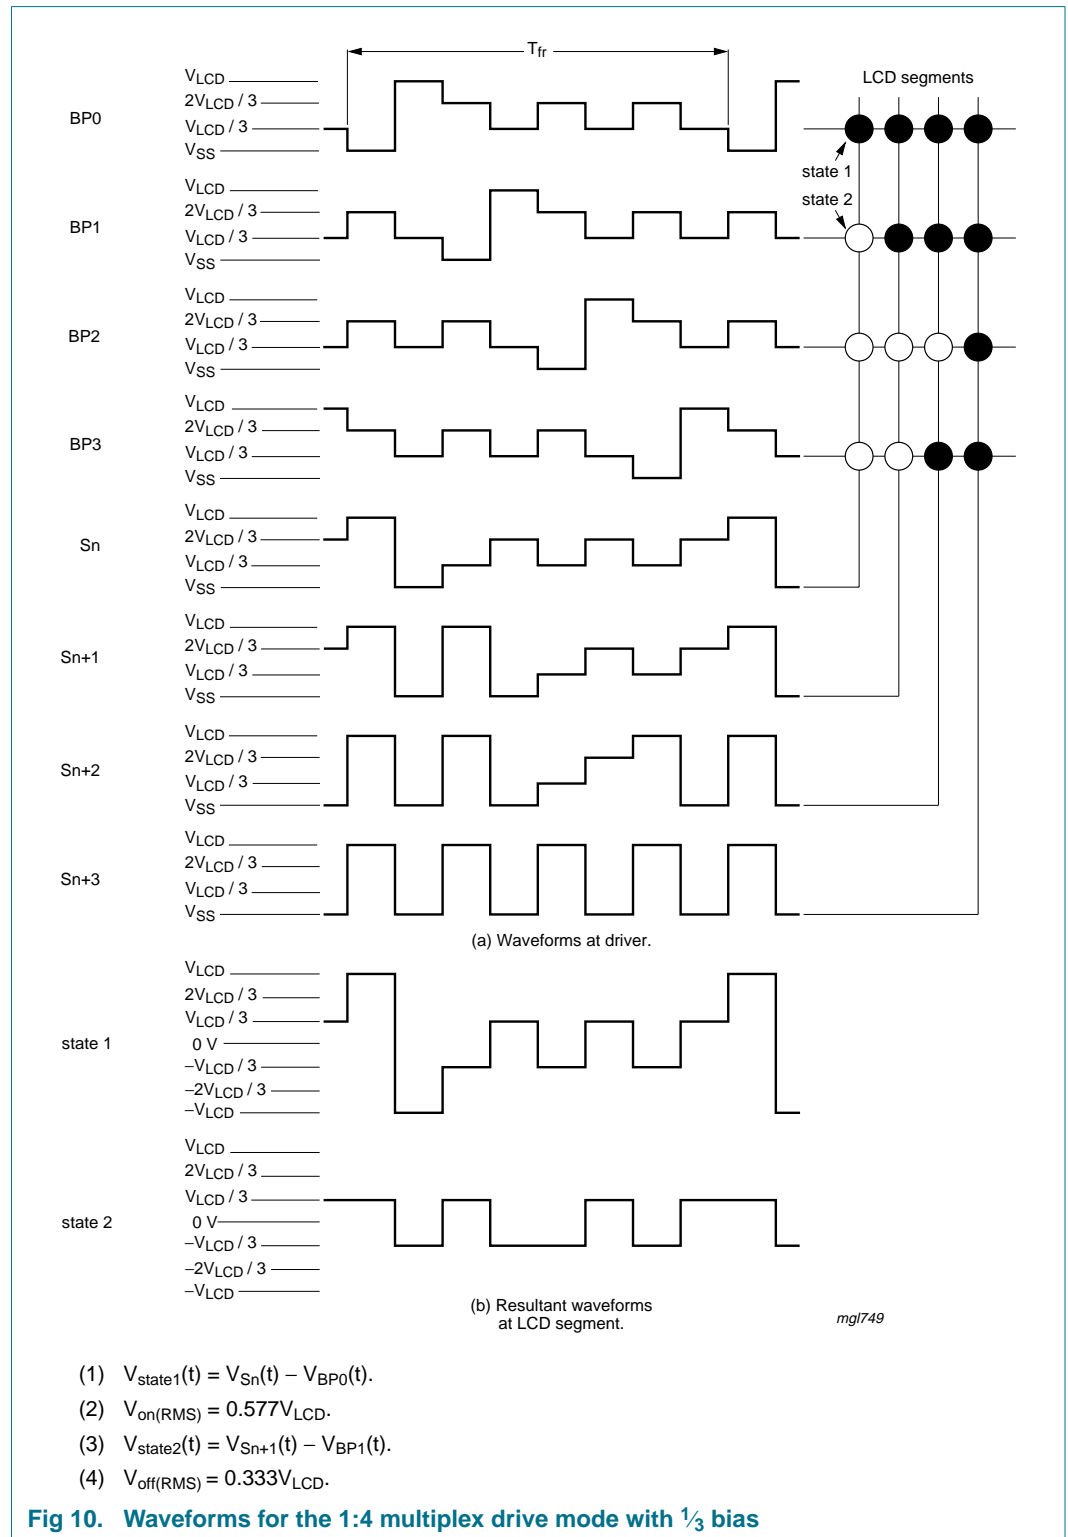 Tfr
BP0
VLCD
2VLCD / 3
VLCD / 3
VSS
LCD segments
state 1
state 2
BP1
VLCD
2VLCD / 3
VLCD / 3
VSS
BP2
VLCD
2VLCD / 3
VLCD / 3
VSS
BP3
VLCD
2VLCD / 3
VLCD / 3
VSS
Sn
VLCD
2VLCD / 3
VLCD / 3
VSS
Sn+1
VLCD
2VLCD / 3
VLCD / 3
VSS
Sn+2
VLCD
2VLCD / 3
VLCD / 3
VSS
Sn+3
VLCD
2VLCD / 3
VLCD / 3
VSS
(a) Waveforms at driver.
state 1
VLCD
2VLCD / 3
VLCD / 3
0 V
−VLCD / 3
−2VLCD / 3
−VLCD
state 2
VLCD
2VLCD / 3
VLCD / 3
0 V
−VLCD / 3
−2VLCD / 3
−VLCD
(b) Resultant waveforms
at LCD segment.
mgl749
(1) Vstate1(t) = VSn(t) − VBP0(t).
(2) Von(RMS) = 0.577VLCD.
(3) Vstate2(t) = VSn+1(t) − VBP1(t).
(4) Voff(RMS) = 0.333VLCD.
Fig 10. Waveforms for the 1:4 multiplex drive mode with 1⁄3 bias